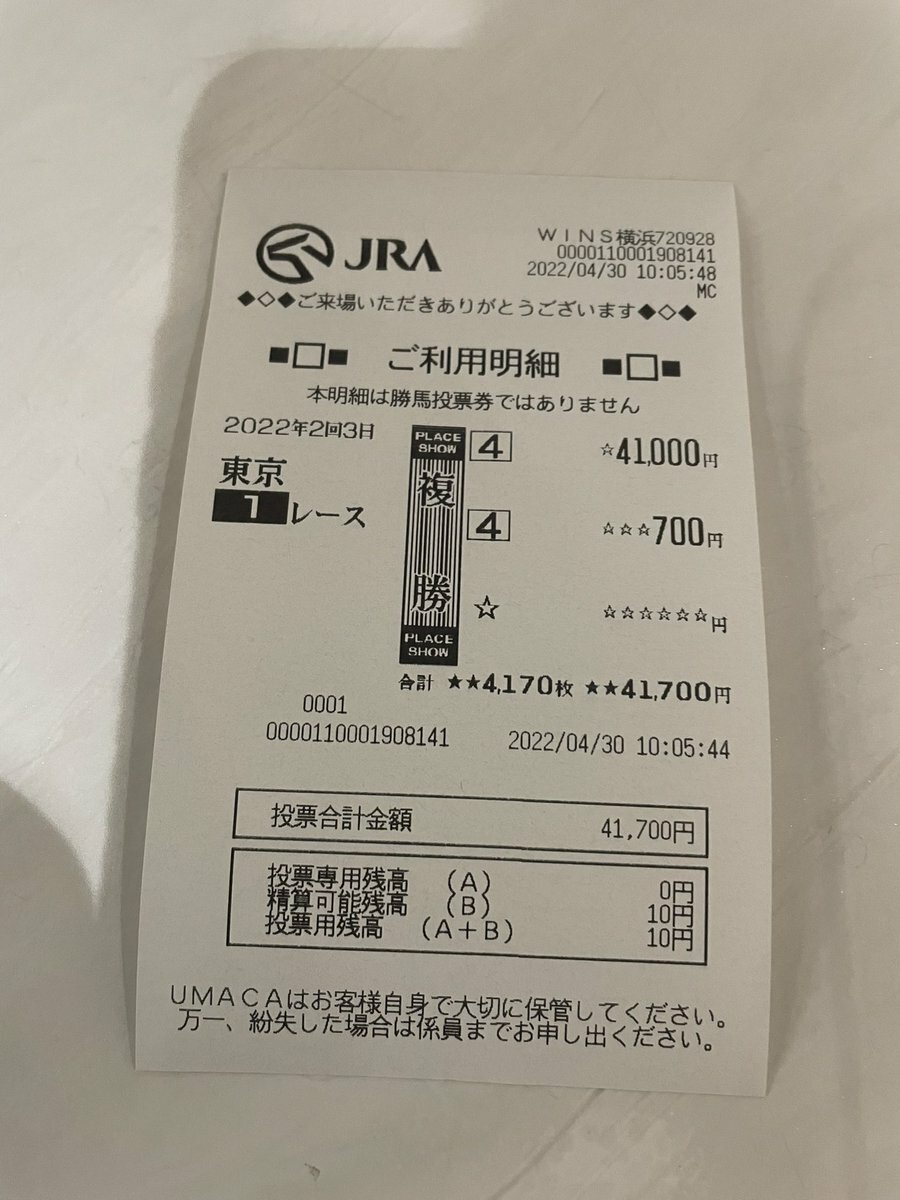 JRA
WINS横浜720928
0000110001908141
2022/04/30 10:05:48
MC
◆◇◆ご来場いただきありがとうございます◆◇◆
■□■ ご利用明細 ■□■
本明細は勝馬投票券ではありません
2022年2回3日
東京
1レース
PLACE
SHOW
複
勝
PLACE
SHOW
4 ☆41,000円
4 ☆☆☆700円
☆ ☆☆☆☆☆☆円
合計 ★★4,170枚 ★★41,700円
0001
0000110001908141 2022/04/30 10:05:44
投票合計金額 41,700円
投票専用残高 (A) 0円
精算可能残高 (B) 10円
投票用残高 (A+B) 10円
UMACAはお客様自身で大切に保管してください。
万一、紛失した場合は係員までお申し出ください。